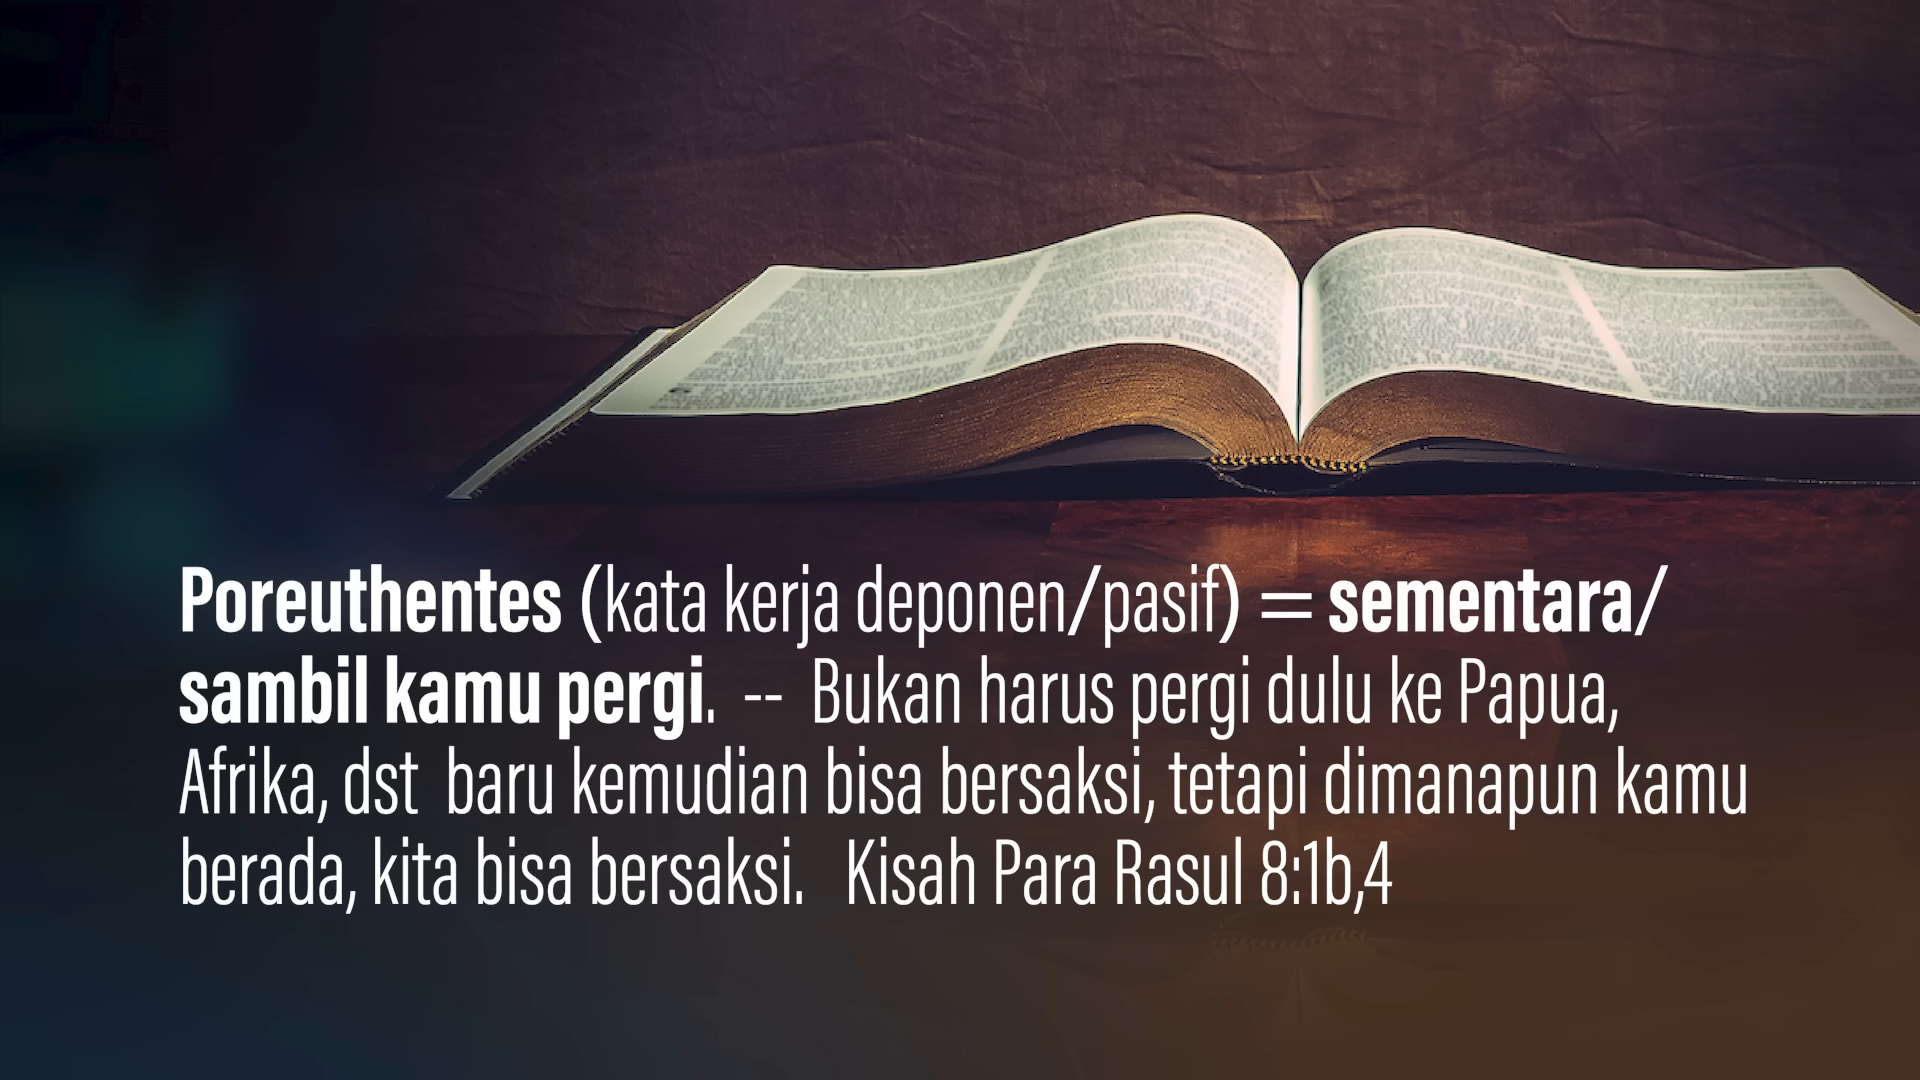 Poreuthentes (kata kerja deponen/pasif) = sementara/
sambil kamu pergi.  --  Bukan harus pergi dulu ke Papua,
Afrika, dst  baru kemudian bisa bersaksi, tetapi dimanapun kamu
berada, kita bisa bersaksi.   Kisah Para Rasul 8:1b,4